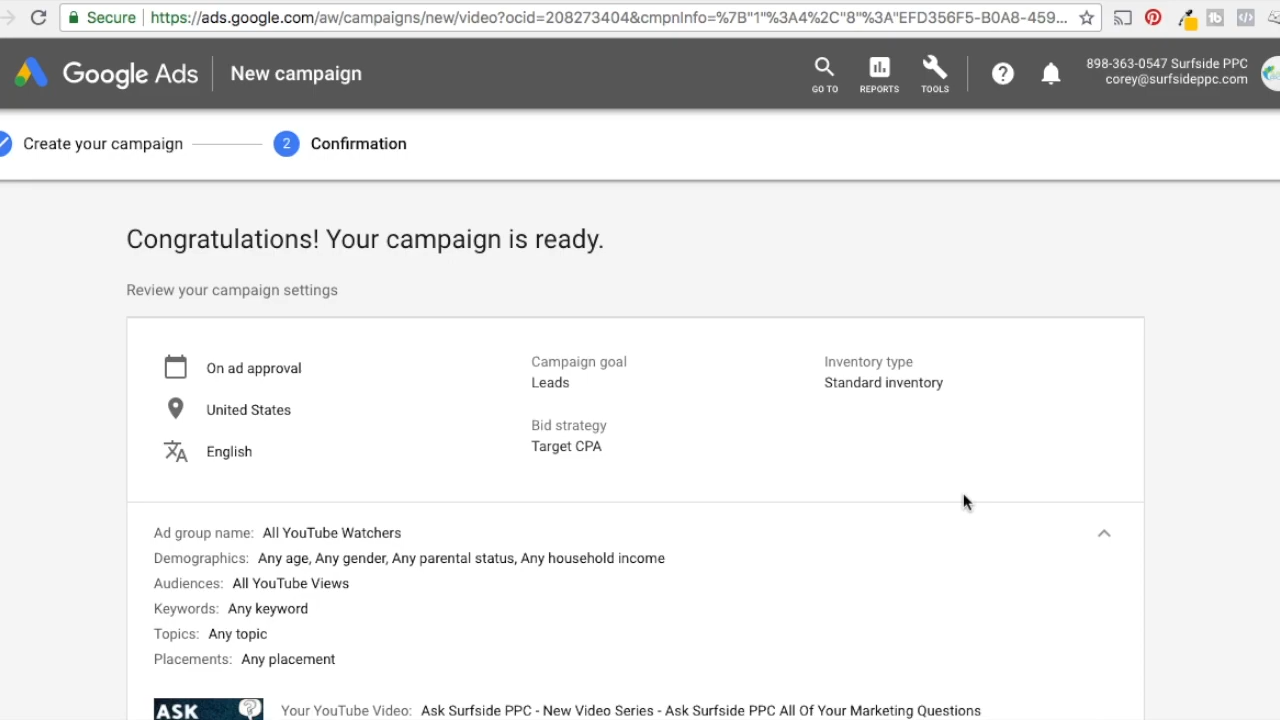 Secure https://ads.google.com/aw/campaigns/new/video?ocid=208273404&cmpnInfo=%7B"1"%3A4%2C"8"%3A"EFD356F5-B0A8-459...
Google Ads New campaign
GO TO REPORTS TOOLS
898-363-0547 Surfside PPC
corey@surfsideppc.com
Create your campaign 2 Confirmation
Congratulations! Your campaign is ready.
Review your campaign settings
On ad approval
United States
English
Campaign goal
Leads
Bid strategy
Target CPA
Inventory type
Standard inventory
Ad group name: All YouTube Watchers
Demographics: Any age, Any gender, Any parental status, Any household income
Audiences: All YouTube Views
Keywords: Any keyword
Topics: Any topic
Placements: Any placement
ASK
Your YouTube Video: Ask Surfside PPC - New Video Series - Ask Surfside PPC All Of Your Marketing Questions